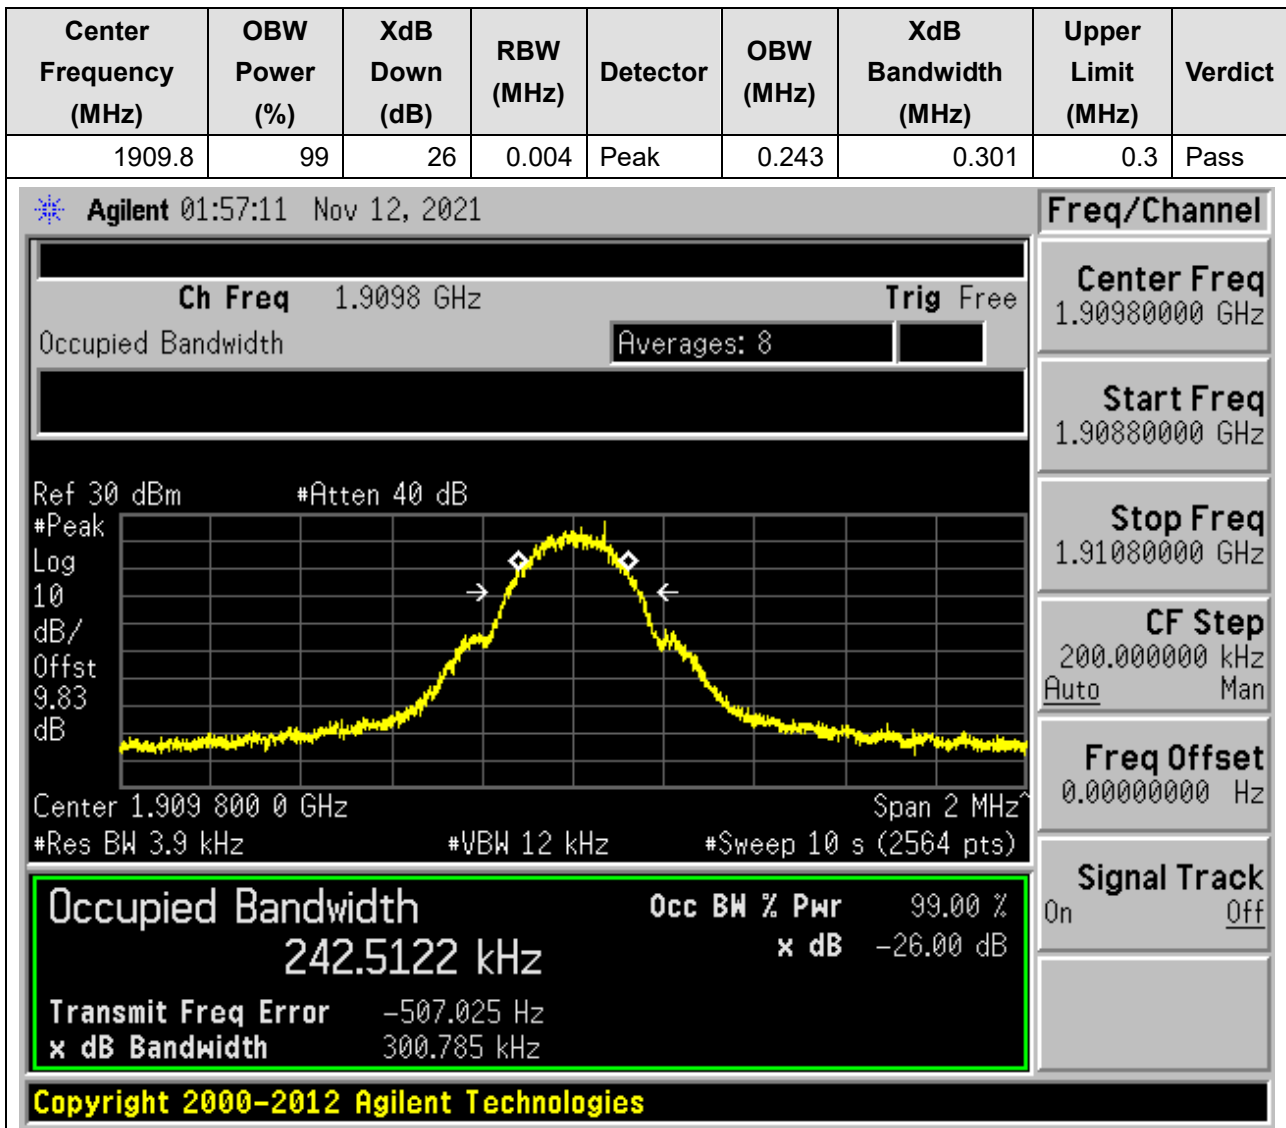 Center Frequency (MHz) OBW Power (%) XdB Down (dB) RBW (MHz) Detector OBW (MHz) XdB Bandwidth (MHz) Upper Limit (MHz) Verdict
1909.8 99 26 0.004 Peak 0.243 0.301 0.3 Pass
Agilent 01:57:11 Nov 12, 2021
Freq/Channel
Ch Freq 1.9098 GHz Trig Free
Occupied Bandwidth Averages: 8
Center Freq
1.90980000 GHz
Start Freq
1.90880000 GHz
Stop Freq
1.91080000 GHz
CF Step
200.000000 kHz
Auto Man
Freq Offset
0.00000000 Hz
Signal Track
On Off
Ref 30 dBm #Atten 40 dB
#Peak
Log
10
dB/
Offst
9.83
dB
Center 1.909 800 0 GHz Span 2 MHz^
#Res BW 3.9 kHz #VBW 12 kHz #Sweep 10 s (2564 pts)
Occupied Bandwidth Occ BW % Pwr 99.00 %
242.5122 kHz x dB -26.00 dB
Transmit Freq Error -507.025 Hz
x dB Bandwidth 300.785 kHz
Copyright 2000-2012 Agilent Technologies